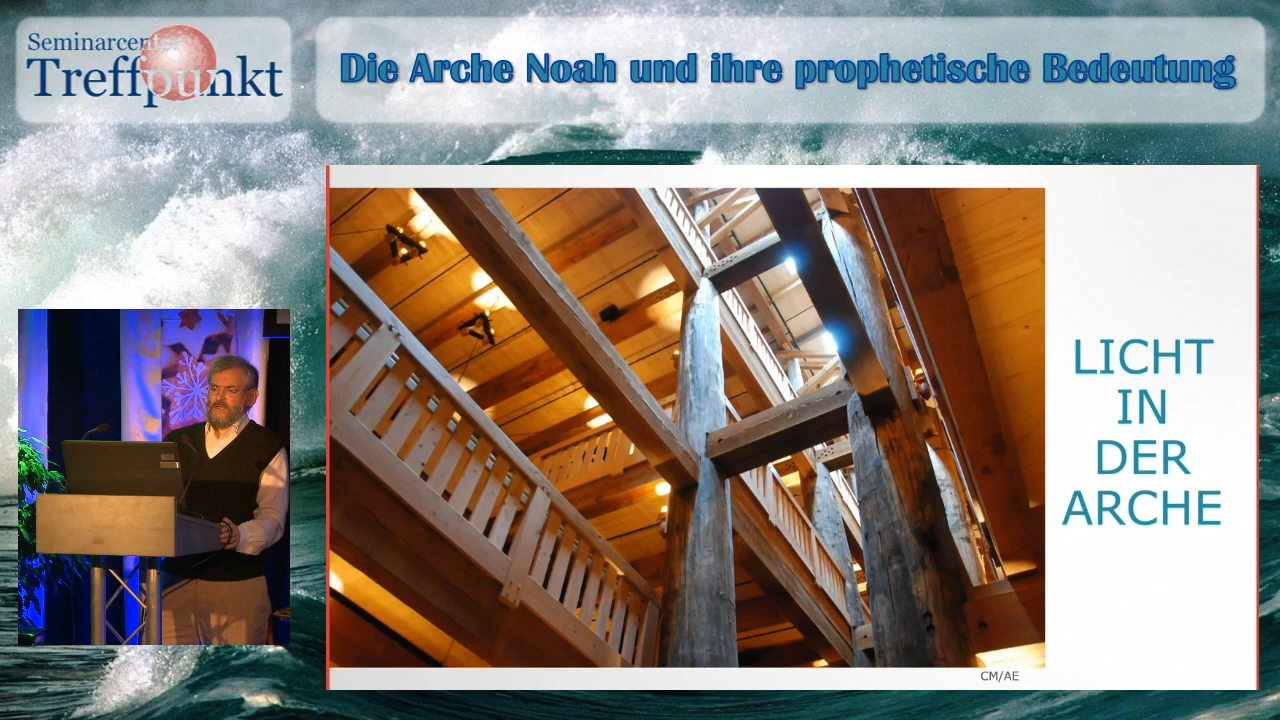 Seminarcenter
Treffpunkt
Die Arche Noah und ihre prophetische Bedeutung
LICHT
IN
DER
ARCHE
CM/AE